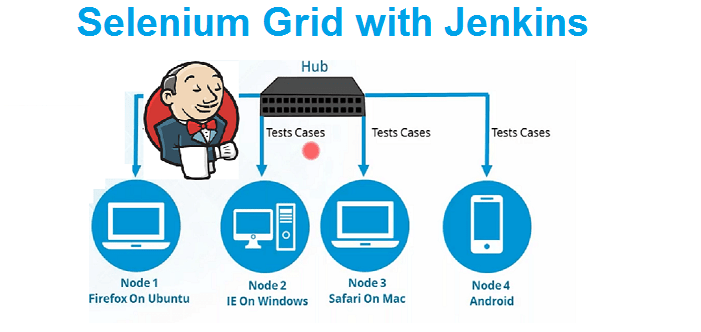 Selenium Grid with Jenkins
Hub
Tests Cases
Tests Cases
Tests Cases
Node 1
Firefox On Ubuntu
Node 2
IE On Windows
Node 3
Safari On Mac
Node 4
Android